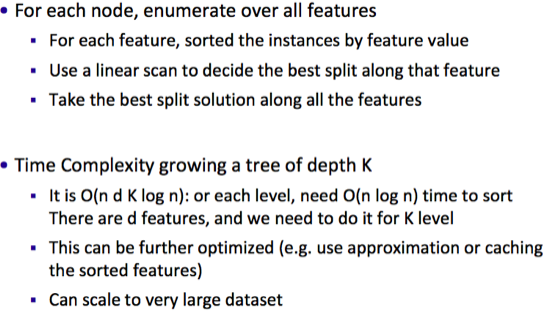 • For each node, enumerate over all features
▪ For each feature, sorted the instances by feature value
▪ Use a linear scan to decide the best split along that feature
▪ Take the best split solution along all the features
• Time Complexity growing a tree of depth K
▪ It is O(n d K log n): or each level, need O(n log n) time to sort
There are d features, and we need to do it for K level
▪ This can be further optimized (e.g. use approximation or caching
the sorted features)
▪ Can scale to very large dataset